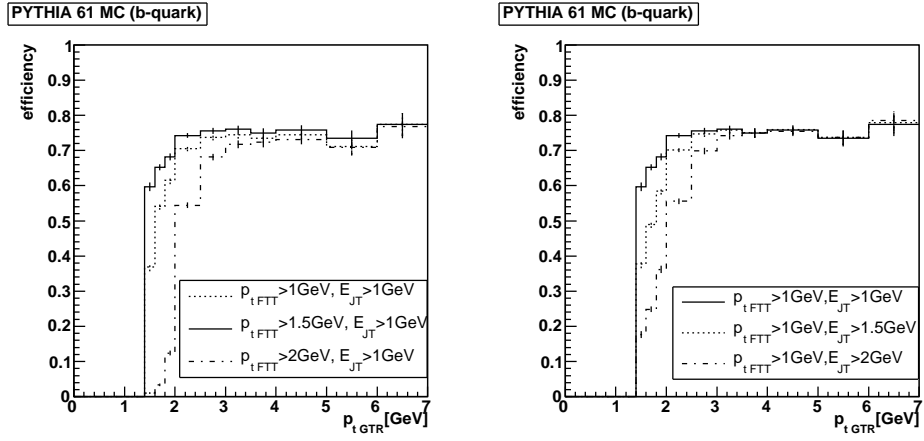 PYTHIA 61 MC (b-quark)
efficiency
1
0.9
0.8
0.7
0.6
0.5
0.4
0.3
0.2
0.1
0
p_t FTT>1GeV, E_JT>1GeV
p_t FTT>1.5GeV, E_JT>1GeV
p_t FTT>2GeV, E_JT>1GeV
0 1 2 3 4 5 6 7
p_t GTR[GeV]
PYTHIA 61 MC (b-quark)
efficiency
1
0.9
0.8
0.7
0.6
0.5
0.4
0.3
0.2
0.1
0
p_t FTT>1GeV,E_JT>1GeV
p_t FTT>1GeV,E_JT>1.5GeV
p_t FTT>1GeV,E_JT>2GeV
0 1 2 3 4 5 6 7
p_t GTR[GeV]